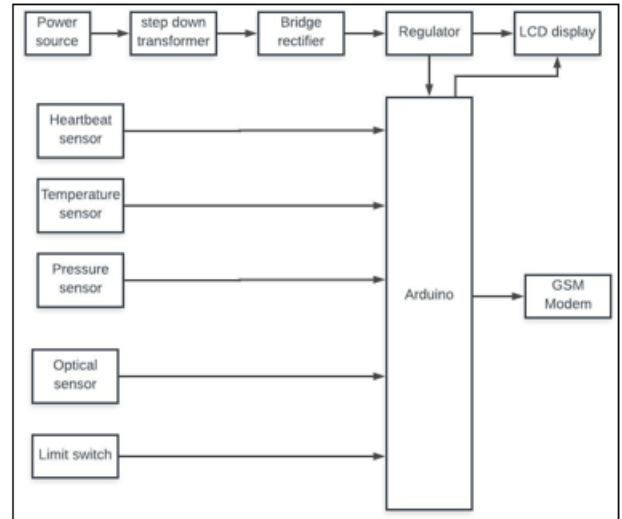 Power
source
step down
transformer
Bridge
rectifier
Regulator
LCD display
Heartbeat
sensor
Temperature
sensor
Pressure
sensor
Arduino
GSM
Modem
Optical
sensor
Limit switch